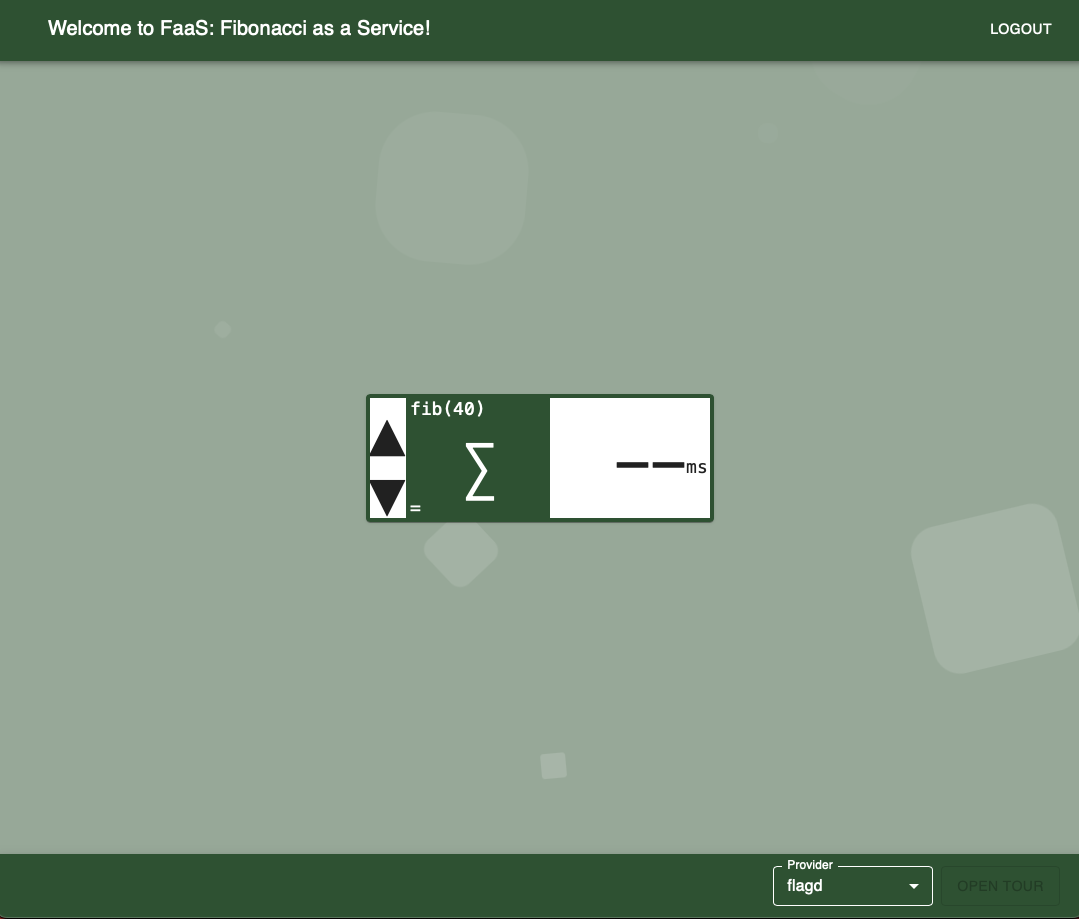 Welcome to FaaS: Fibonacci as a Service!
LOGOUT
fib(40)
∑
--ms
=
Provider
flagd
OPEN TOUR